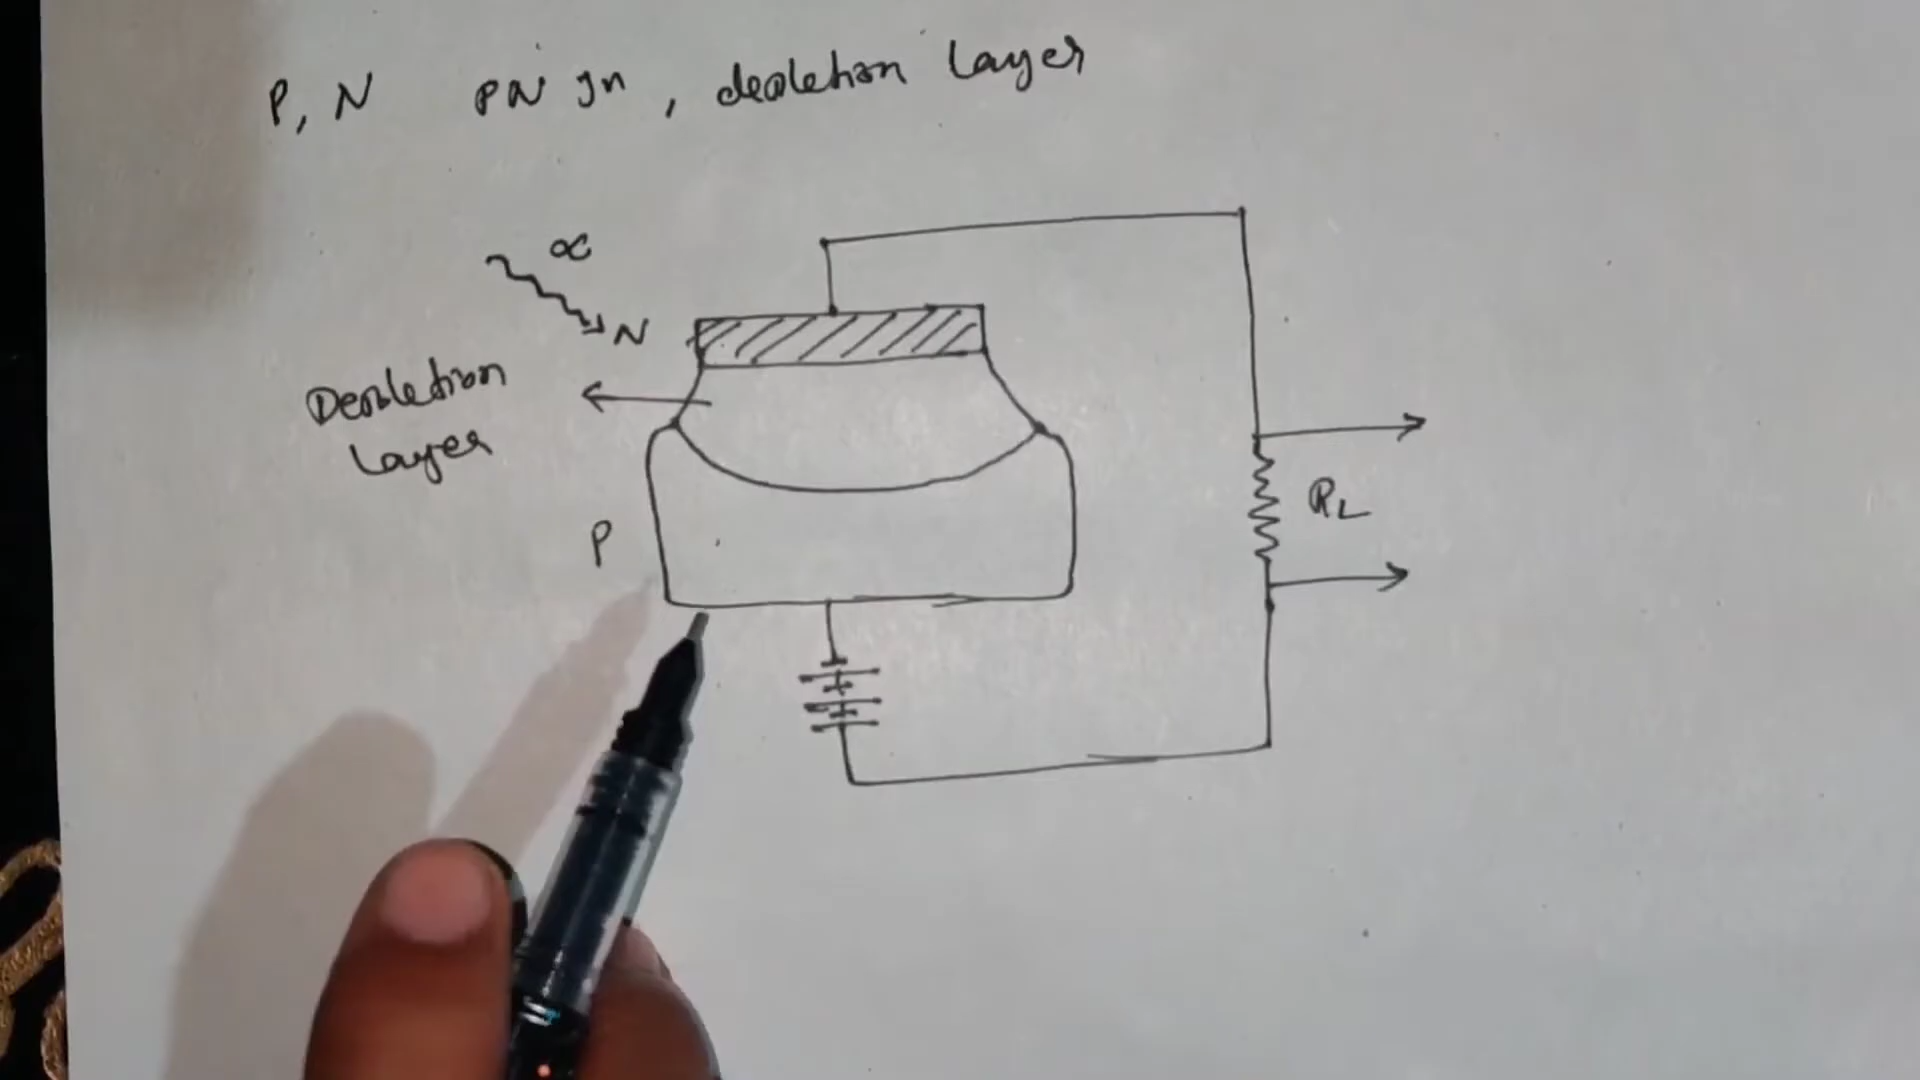 P, N PN Jn, depletion layer
α
N
Depletion
layer
RL
P